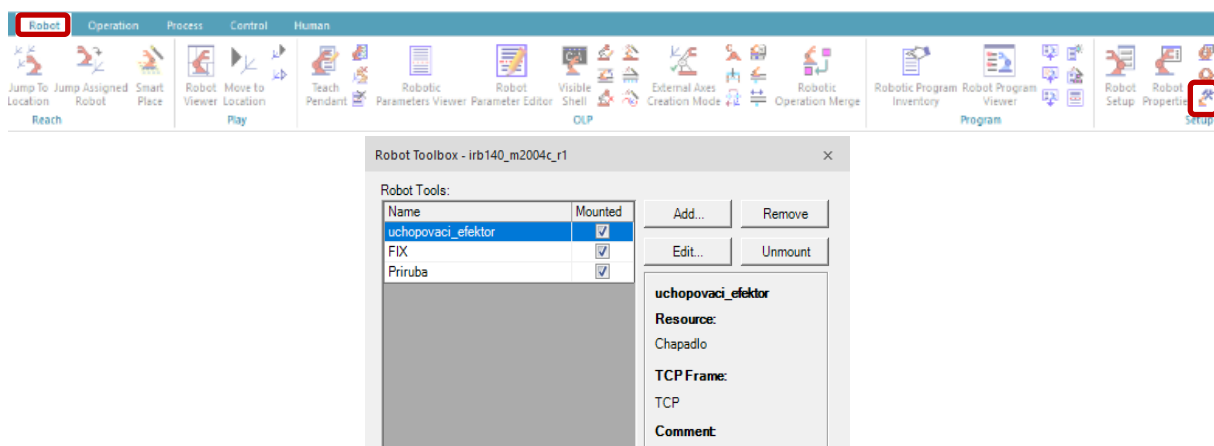 Robot Operation Process Control Human
Jump To Location
Jump Assigned Robot
Smart Place
Robot Viewer
Move to Location
Teach Pendant
Robotic Parameters Viewer
Robot Parameter Editor
Visible Shell
External Axes Creation Mode
Robotic Operation Merge
Robotic Program Inventory
Robot Program Viewer
Robot Setup
Robot
Reach Play OLP Program Setup
Robot Toolbox - irb140_m2004c_r1
Robot Tools:
Name Mounted
uchopovaci_efektor
FIX
Priruba
Add... Remove
Edit... Unmount
uchopovaci_efektor
Resource:
Chapadlo
TCP Frame:
TCP
Comment: